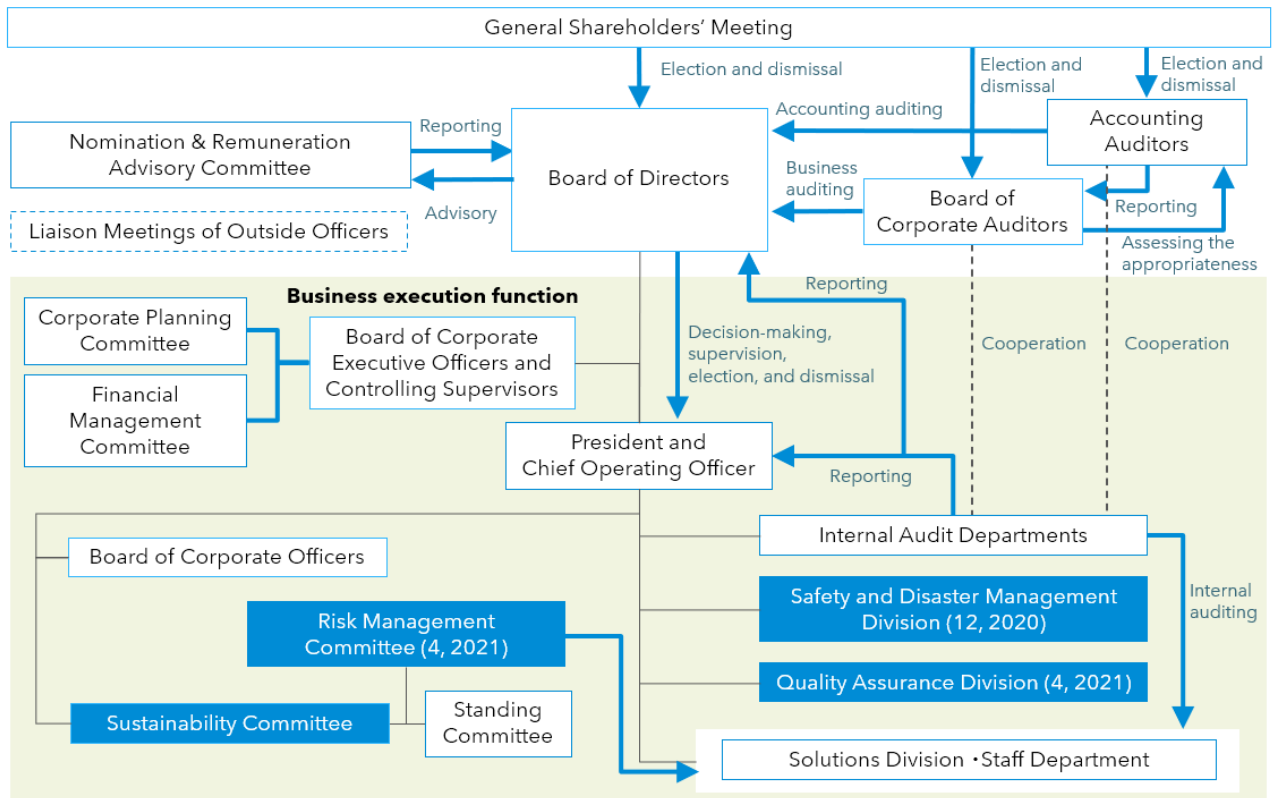 General Shareholders' Meeting
Election and dismissal
Election and
dismissal
Election and
dismissal
Accounting auditing
Accounting
Auditors
Nomination & Remuneration
Advisory Committee
Reporting
Advisory
Board of Directors
Business
auditing
Board of
Corporate Auditors
Reporting
Assessing the
appropriateness
Liaison Meetings of Outside Officers
Business execution function
Reporting
Corporate Planning
Committee
Board of Corporate
Executive Officers and
Controlling Supervisors
Decision-making,
supervision,
election, and dismissal
Cooperation
Cooperation
Financial
Management
Committee
President and
Chief Operating Officer
Reporting
Internal Audit Departments
Board of Corporate Officers
Safety and Disaster Management
Division (12, 2020)
Internal
auditing
Risk Management
Committee (4, 2021)
Quality Assurance Division (4, 2021)
Sustainability Committee
Standing
Committee
Solutions Division・Staff Department